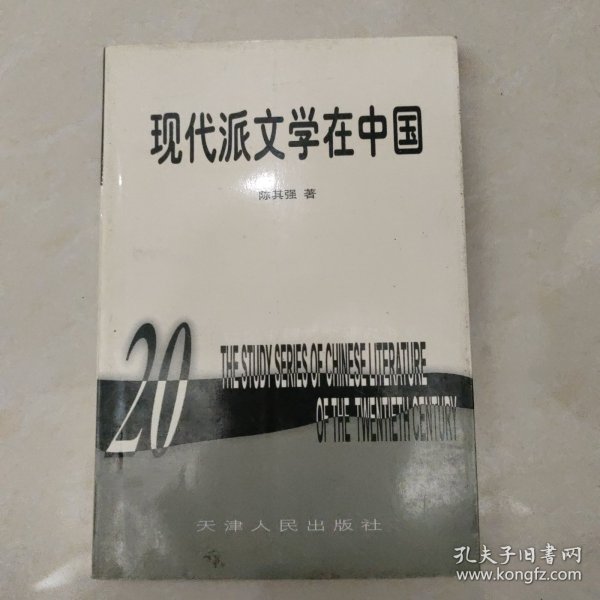 现代派文学在中国
陈其强 著
20
THE STUDY SERIES OF CHINESE LITERATURE
OF THE TWENTIETH CENTURY
天津人民出版社
孔夫子旧书网
www.kongfz.com